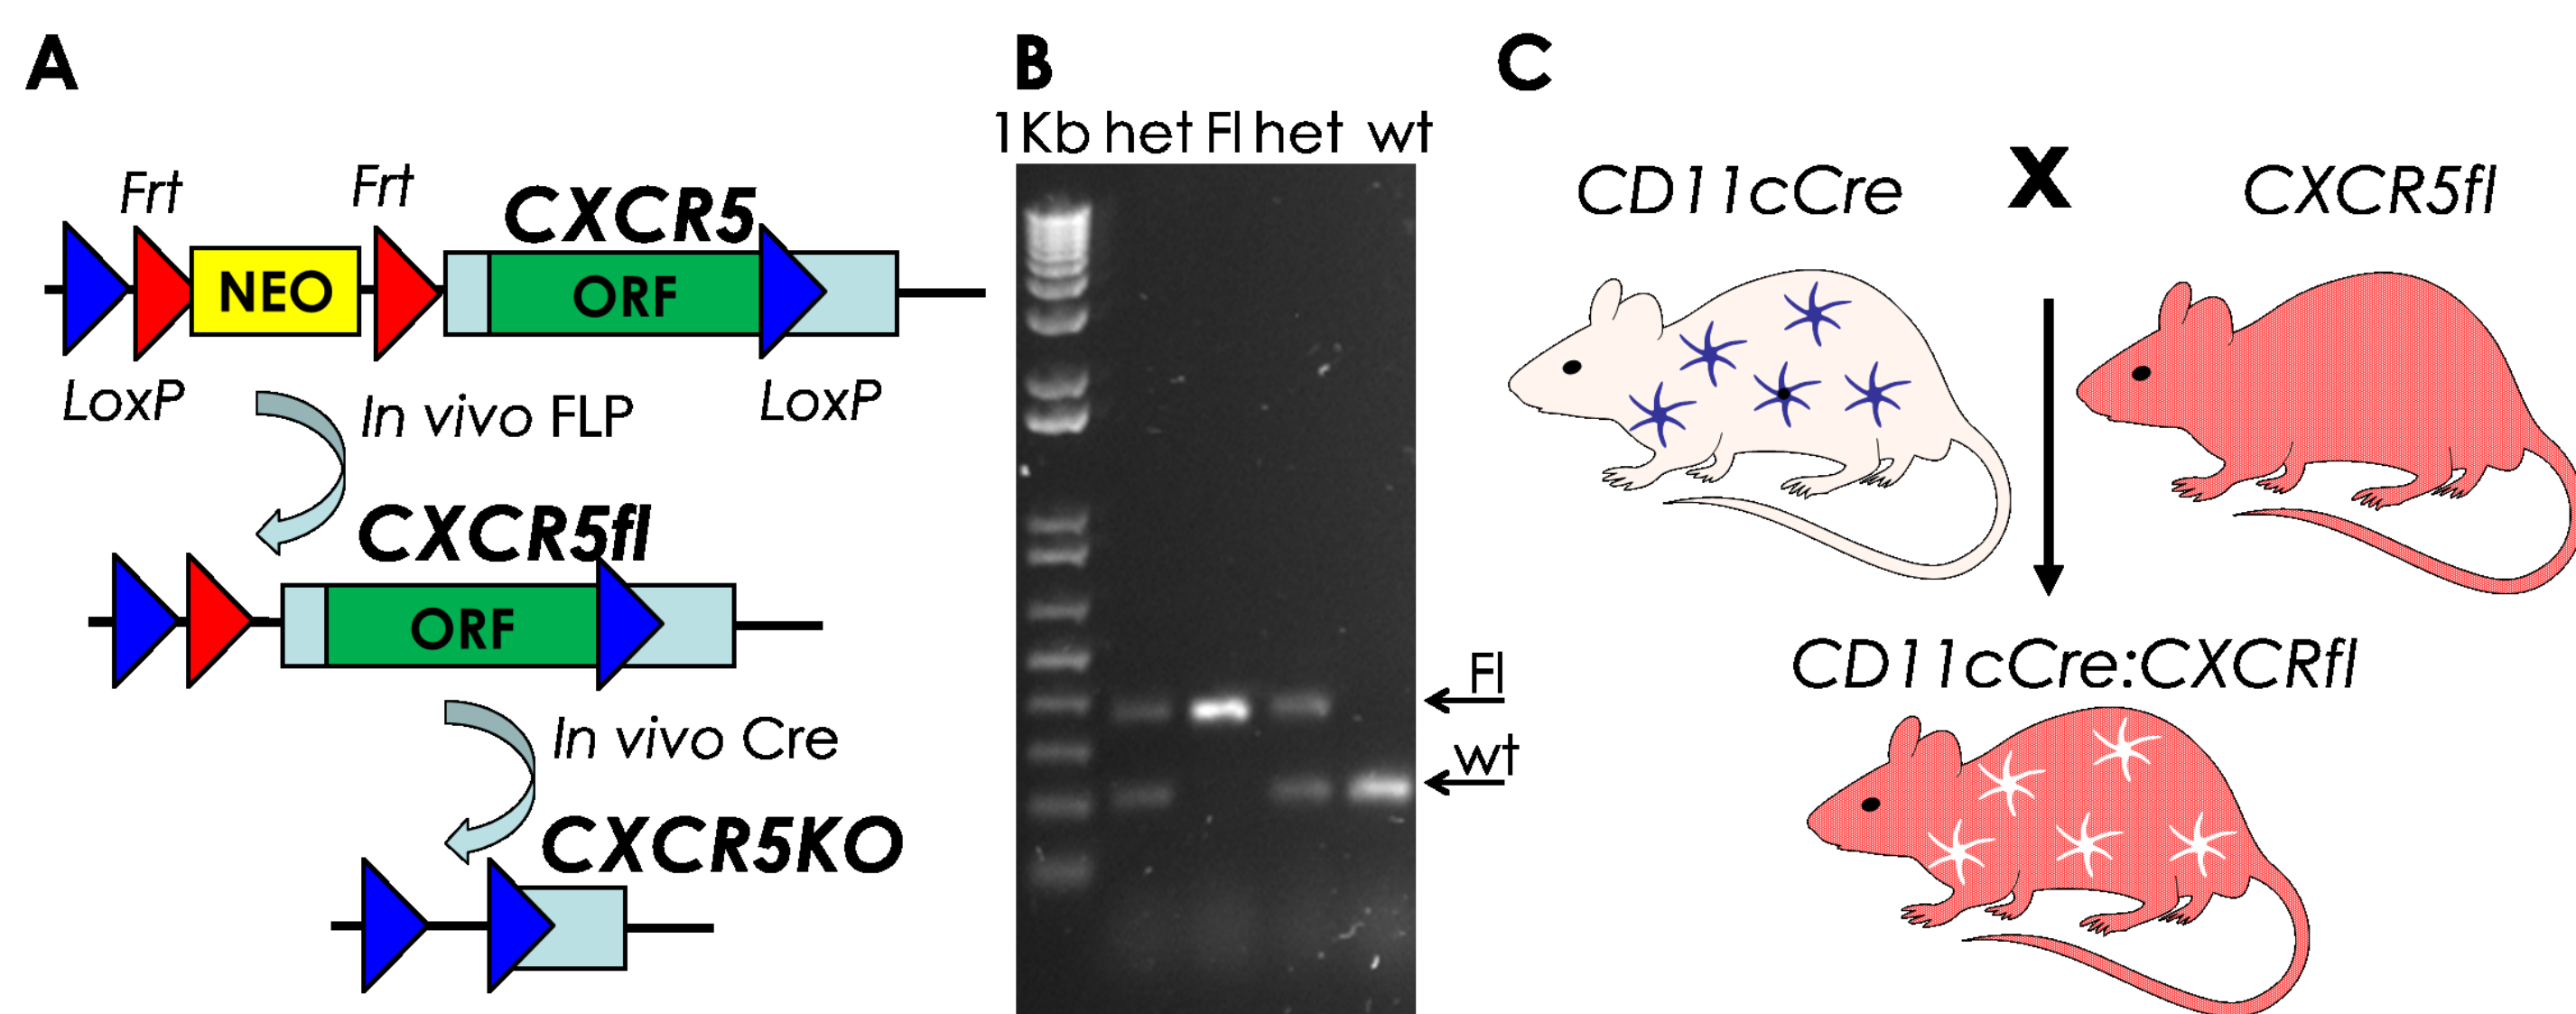 A
Frt
Frt
CXCR5
NEO
ORF
LoxP
LoxP
In vivo FLP
CXCR5fl
ORF
In vivo Cre
CXCR5KO
B
1Kb het Fl het wt
Fl
wt
C
CD11cCre X CXCR5fl
CD11cCre:CXCRfl